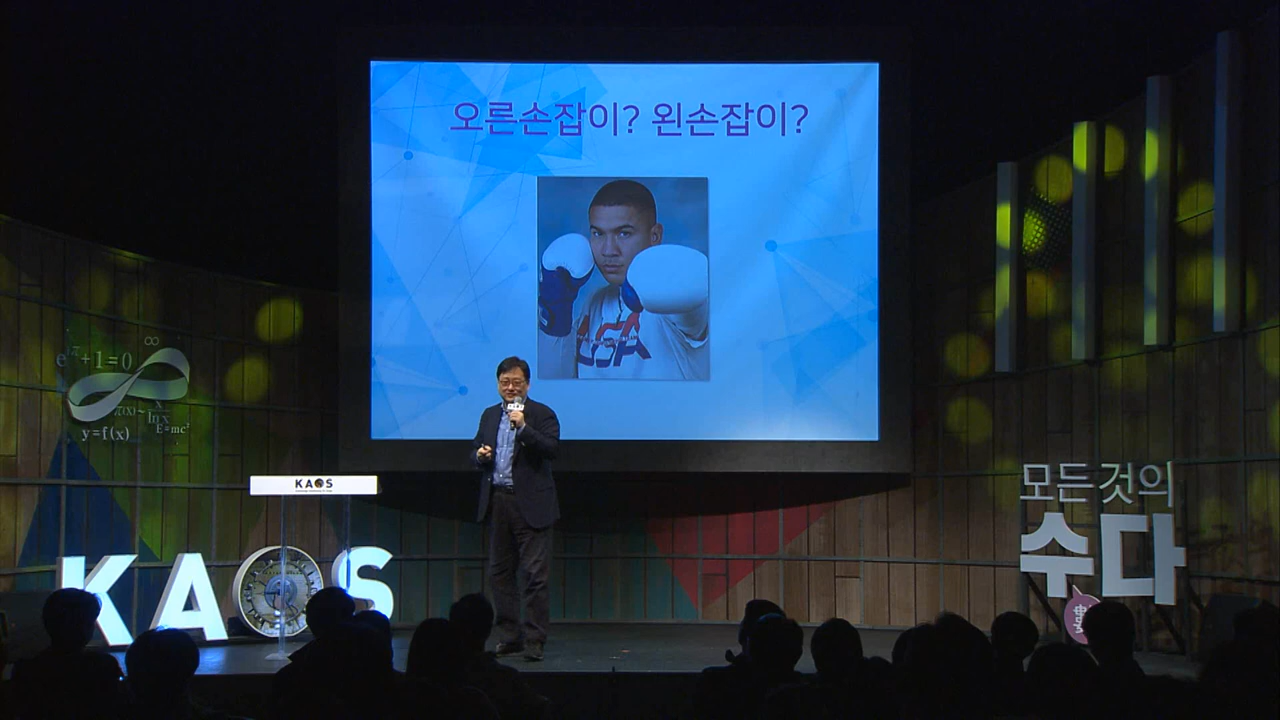 오른손잡이? 왼손잡이?
USA
e^iπ+1=0
∞
π(x)~
x
ln x
E=mc²
y=f(x)
KAOS
KAOS
모든 것의
수다